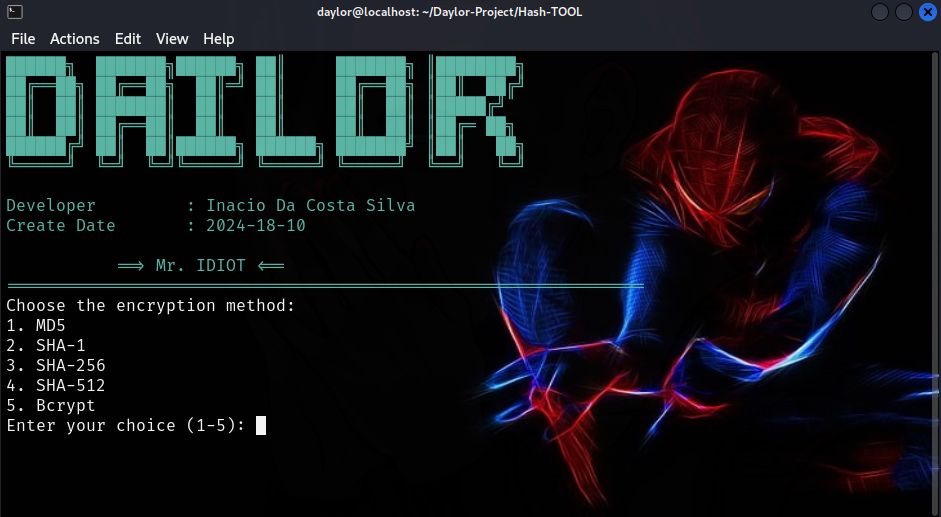 daylor@localhost: ~/Daylor-Project/Hash-TOOL
File Actions Edit View Help
DAILOR
Developer : Inacio Da Costa Silva
Create Date : 2024-18-10
==> Mr. IDIOT <==
Choose the encryption method:
1. MD5
2. SHA-1
3. SHA-256
4. SHA-512
5. Bcrypt
Enter your choice (1-5):